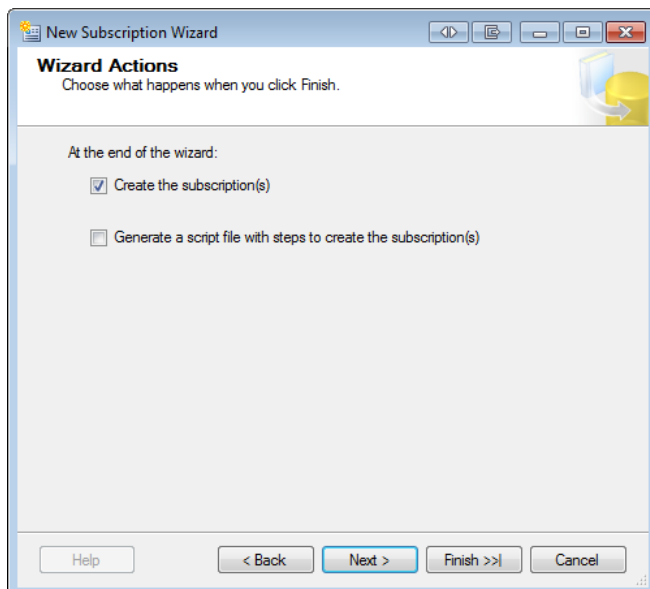 New Subscription Wizard
Wizard Actions
Choose what happens when you click Finish.
At the end of the wizard:
Create the subscription(s)
Generate a script file with steps to create the subscription(s)
Help
< Back
Next >
Finish >>|
Cancel